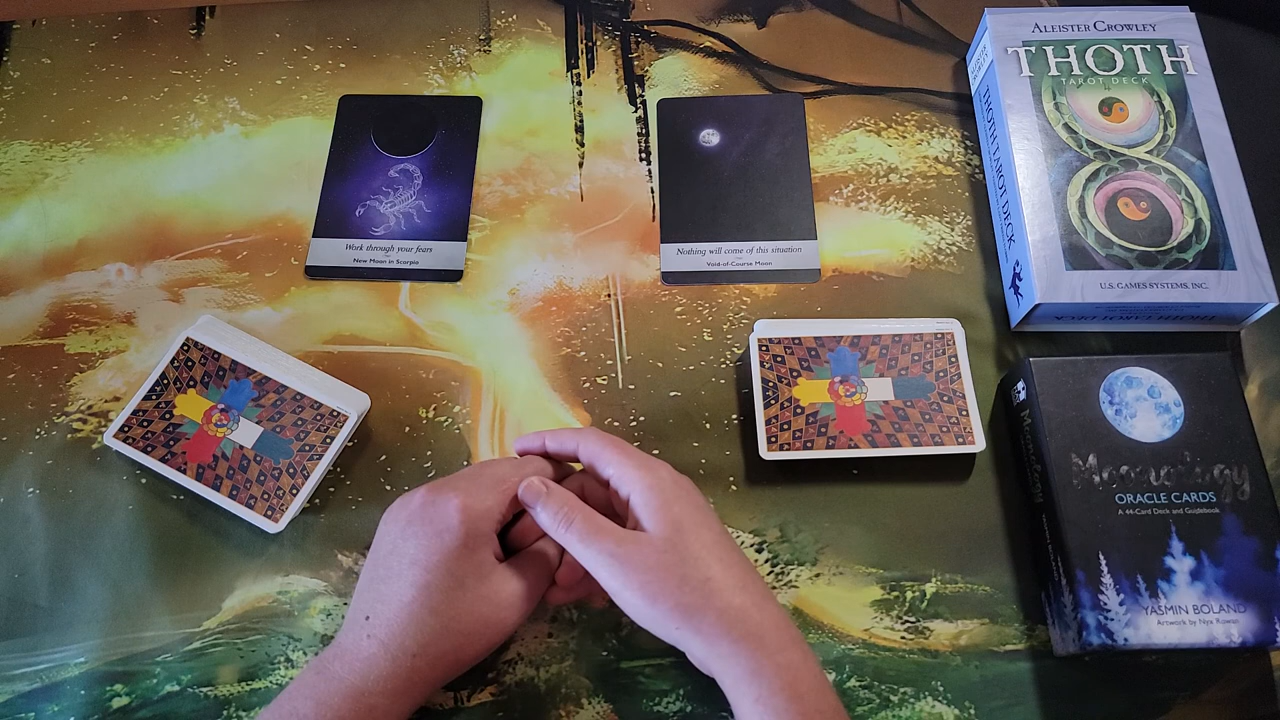 Work through your fears
New Moon in Scorpio
Nothing will come of this situation
Void-of-Course Moon
ALEISTER CROWLEY
THOTH
TAROT DECK
U.S. GAMES SYSTEMS, INC.
THOTH TAROT DECK
Moonology
ORACLE CARDS
A 44-Card Deck and Guidebook
YASMIN BOLAND
Artwork by Nyx Rowan
Moonology